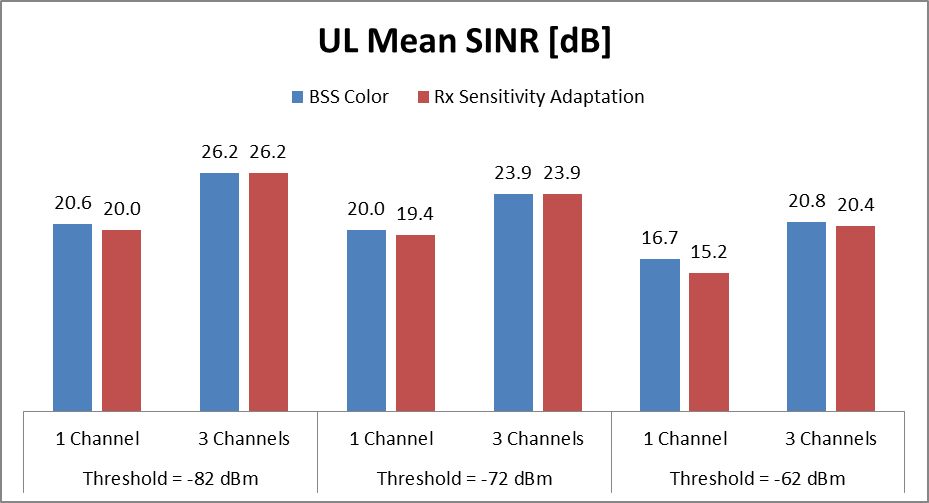 UL Mean SINR [dB]
BSS Color Rx Sensitivity Adaptation
20.6 20.0 26.2 26.2 20.0 19.4 23.9 23.9 16.7 15.2 20.8 20.4
1 Channel 3 Channels 1 Channel 3 Channels 1 Channel 3 Channels
Threshold = -82 dBm Threshold = -72 dBm Threshold = -62 dBm